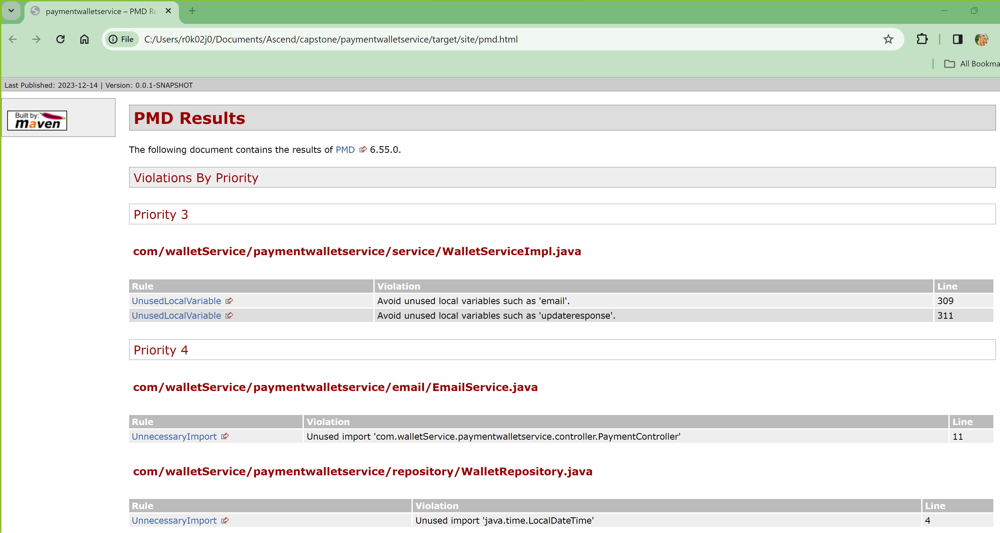 paymentwalletservice – PMD Re
File
C:/Users/r0k02j0/Documents/Ascend/capstone/paymentwalletservice/target/site/pmd.html
All Bookma
Last Published: 2023-12-14 | Version: 0.0.1-SNAPSHOT
Built by:
maven
PMD Results
The following document contains the results of PMD 6.55.0.
Violations By Priority
Priority 3
com/walletService/paymentwalletservice/service/WalletServiceImpl.java
Rule Violation Line
UnusedLocalVariable Avoid unused local variables such as 'email'. 309
UnusedLocalVariable Avoid unused local variables such as 'updateresponse'. 311
Priority 4
com/walletService/paymentwalletservice/email/EmailService.java
Rule Violation Line
UnnecessaryImport Unused import 'com.walletService.paymentwalletservice.controller.PaymentController' 11
com/walletService/paymentwalletservice/repository/WalletRepository.java
Rule Violation Line
UnnecessaryImport Unused import 'java.time.LocalDateTime' 4